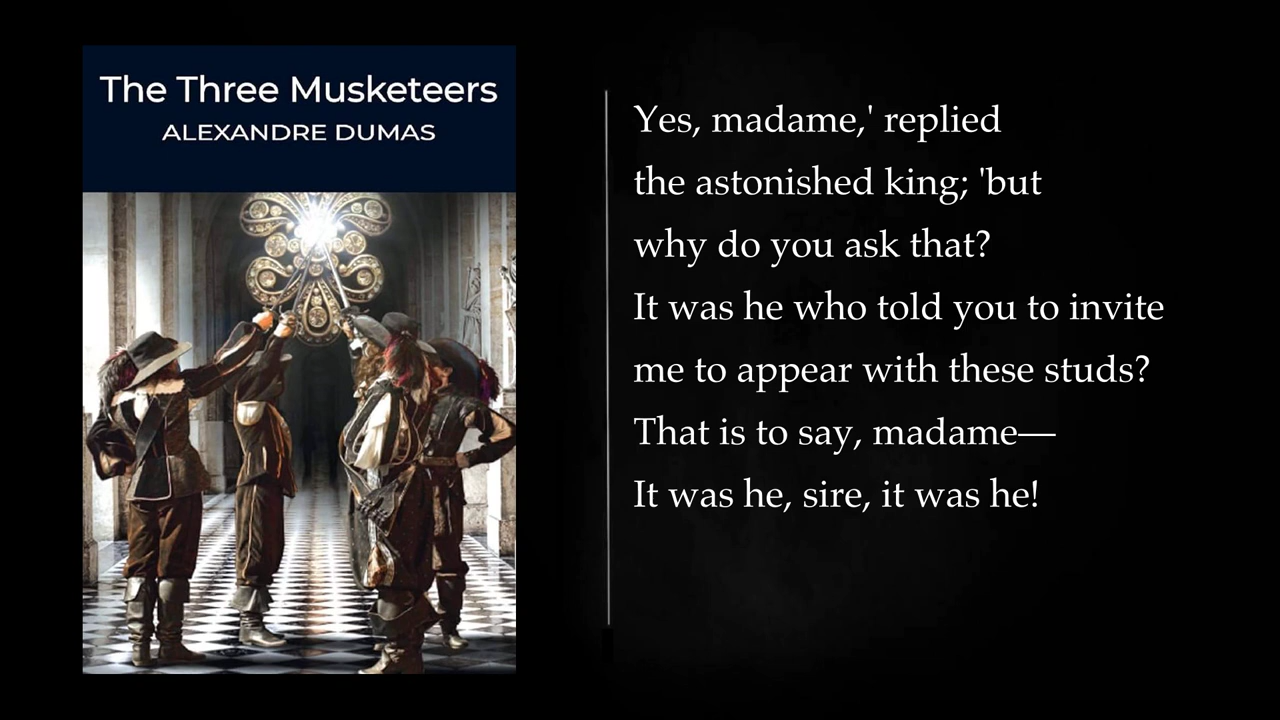 The Three Musketeers
ALEXANDRE DUMAS
Yes, madame,' replied
the astonished king; 'but
why do you ask that?
It was he who told you to invite
me to appear with these studs?
That is to say, madame—
It was he, sire, it was he!